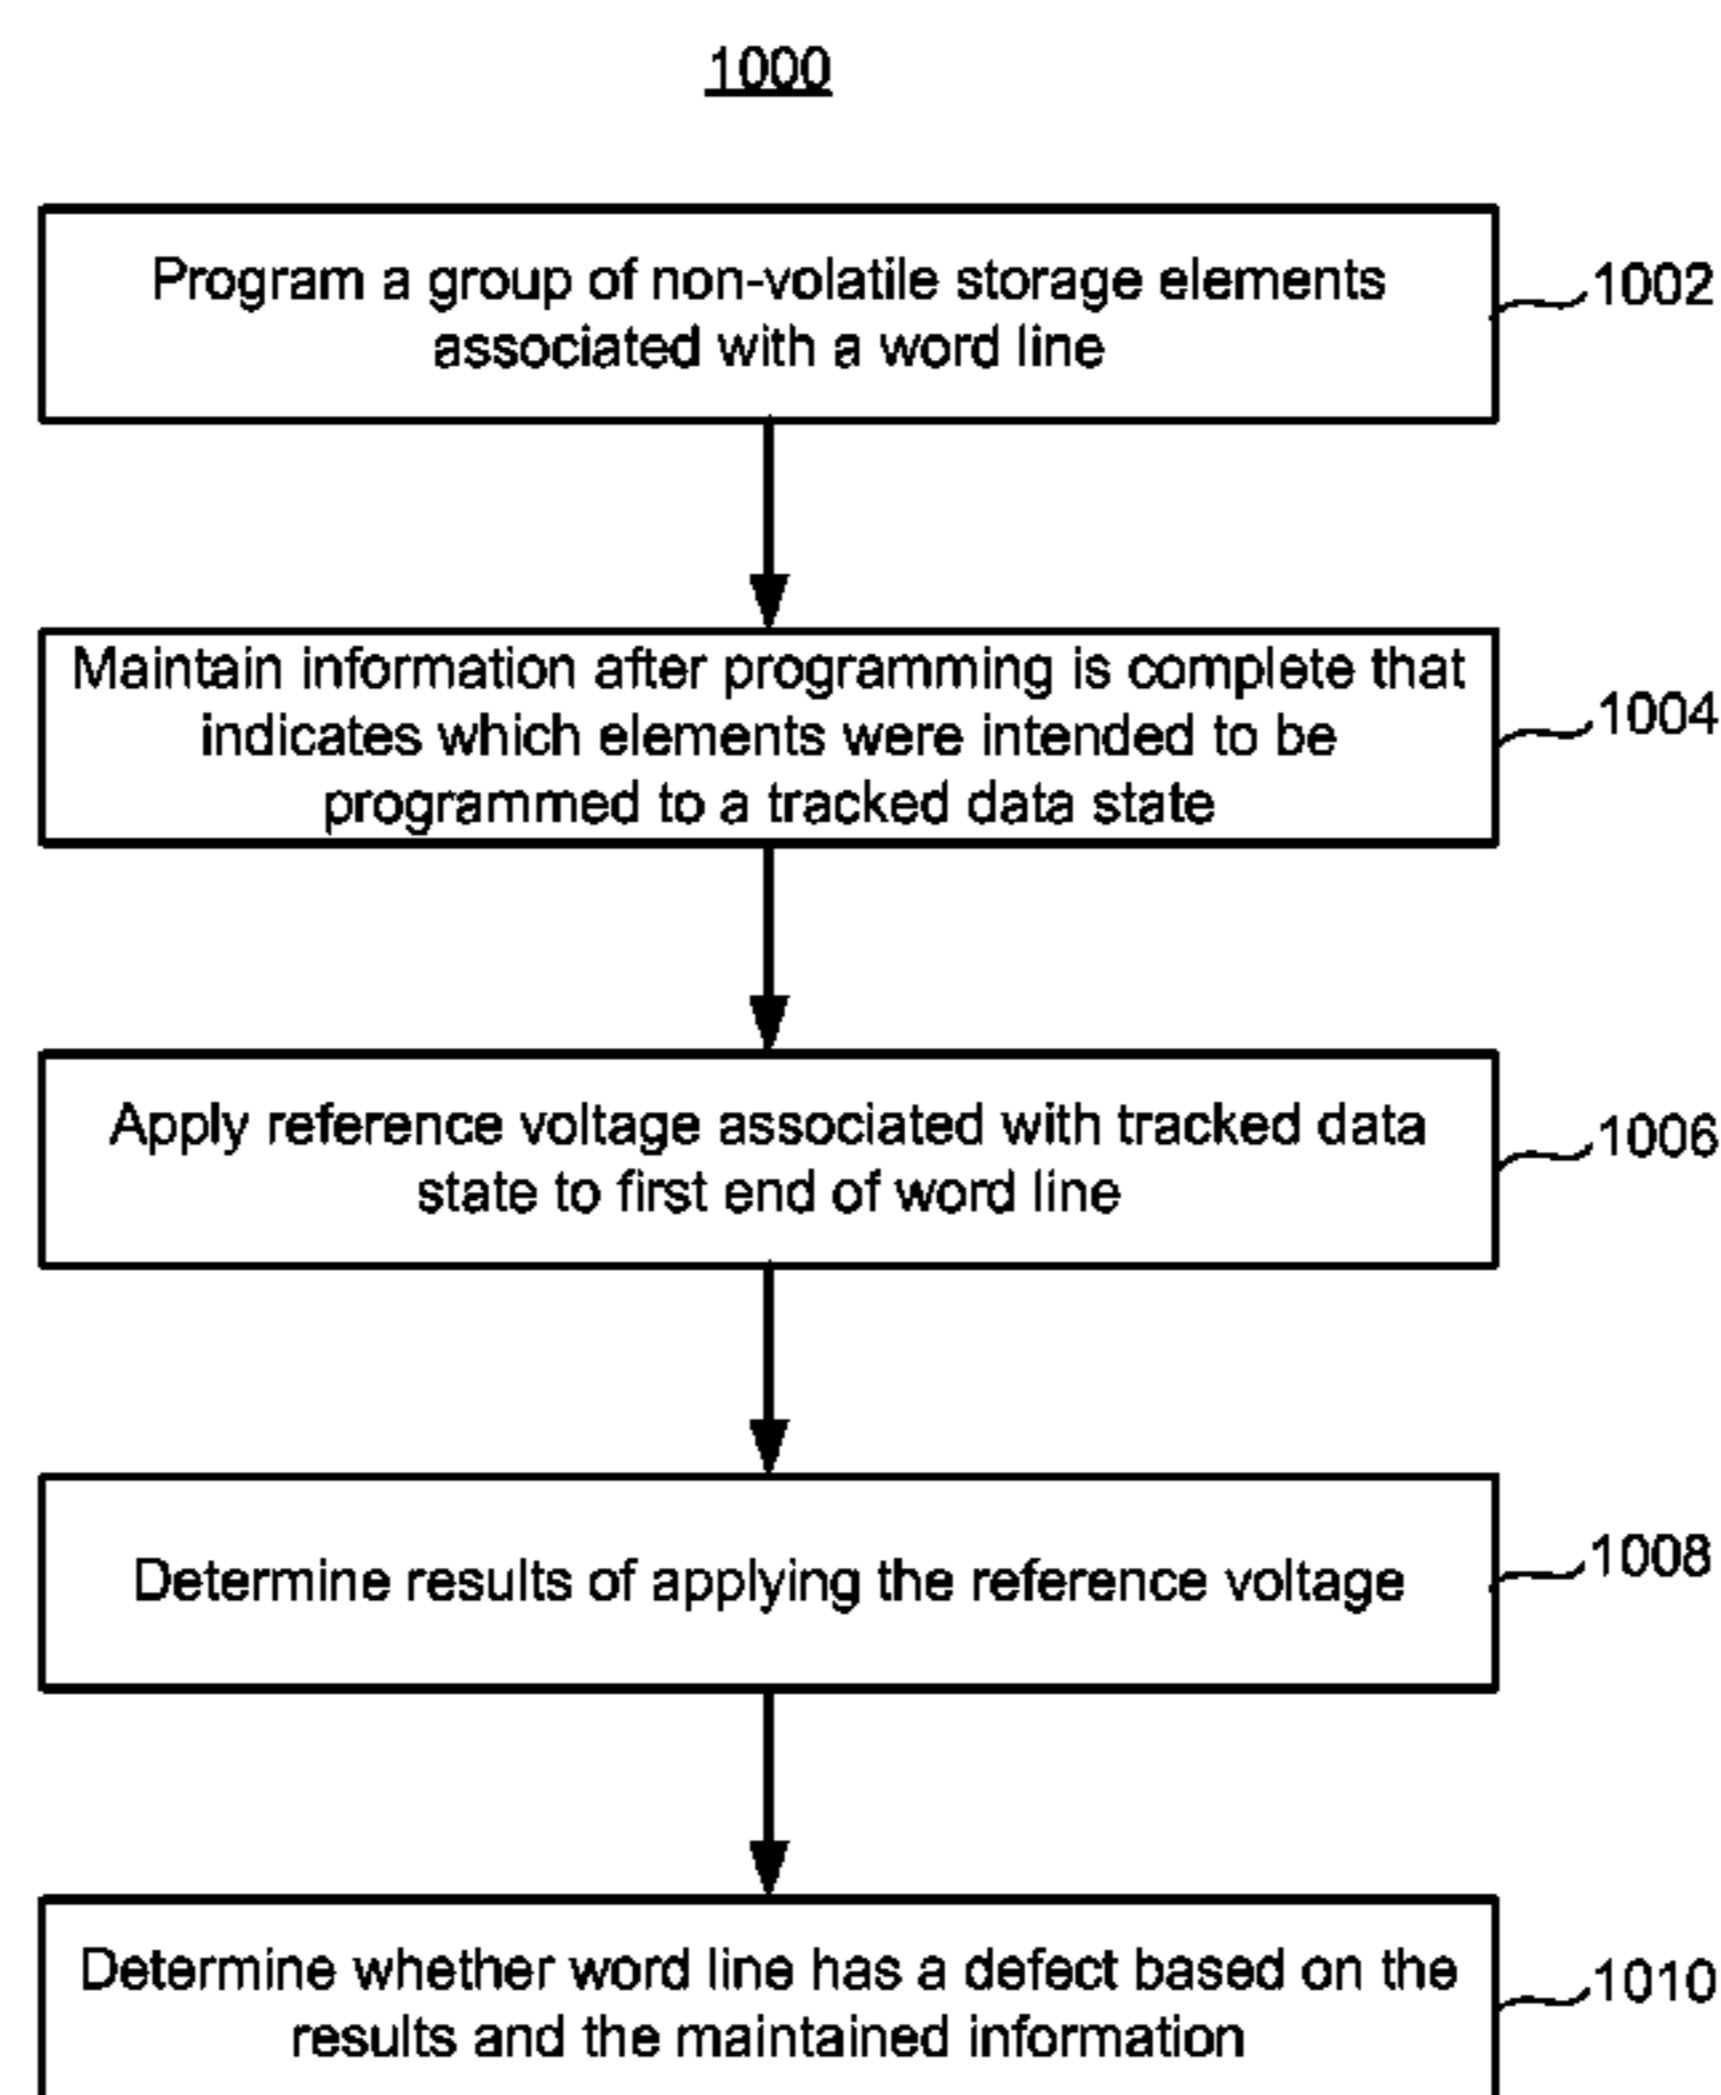 1000
Program a group of non-volatile storage elements
associated with a word line
1002
Maintain information after programming is complete that
indicates which elements were intended to be
programmed to a tracked data state
1004
Apply reference voltage associated with tracked data
state to first end of word line
1006
Determine results of applying the reference voltage
1008
Determine whether word line has a defect based on the
results and the maintained information
1010